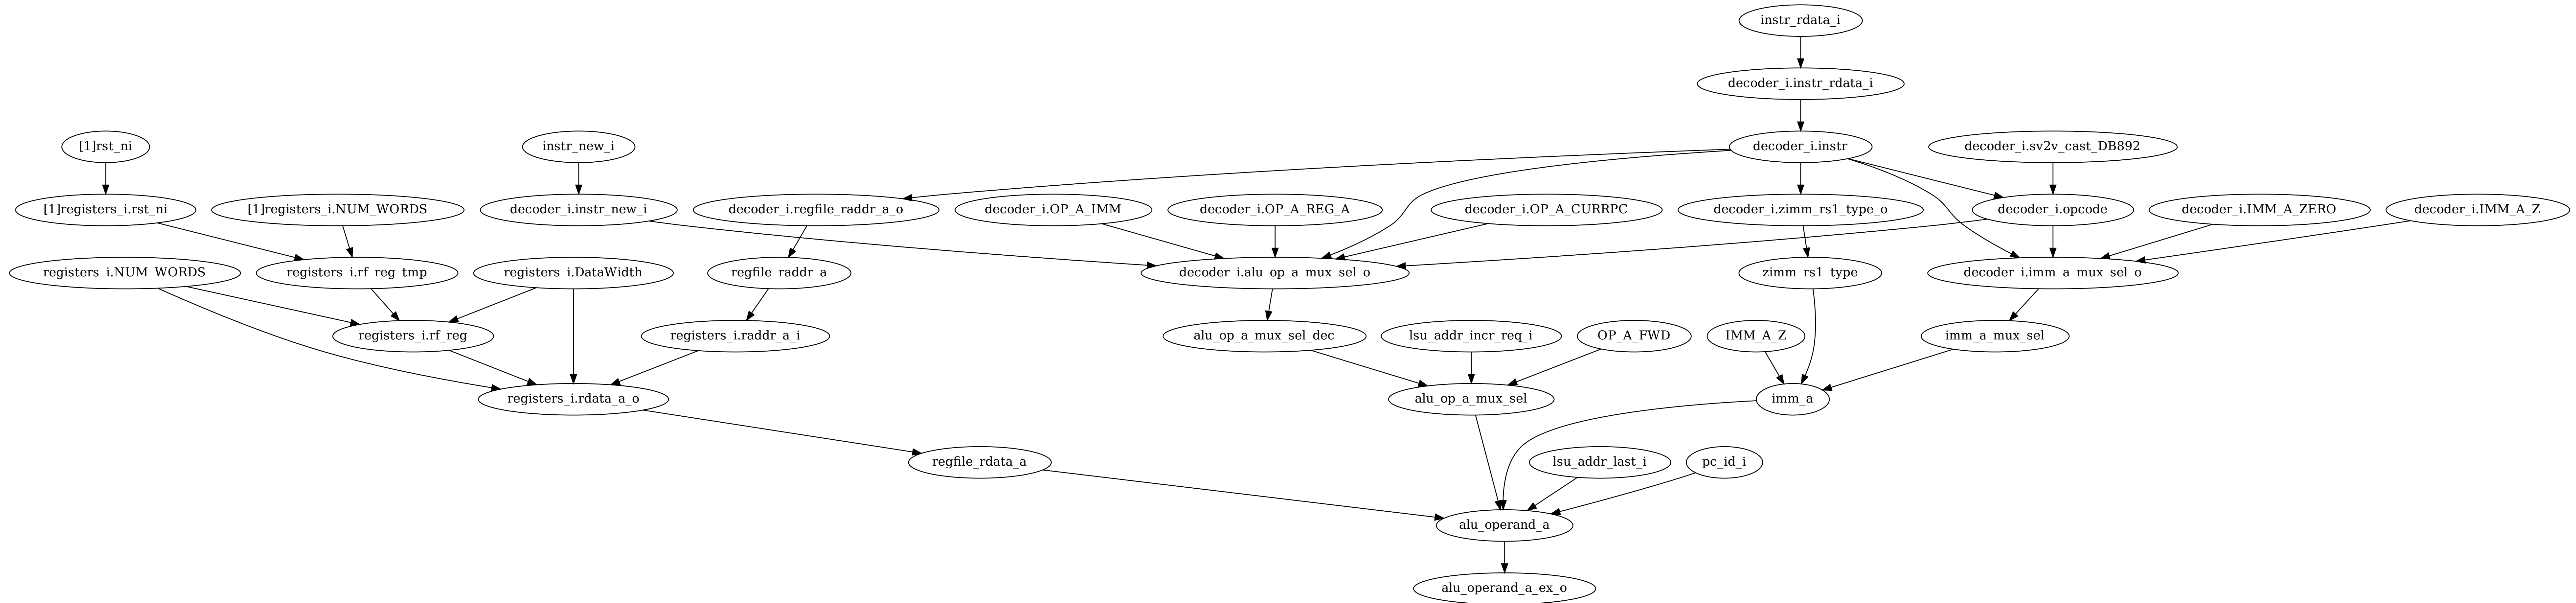 instr_rdata_i
decoder_i.instr_rdata_i
[1]rst_ni
instr_new_i
decoder_i.instr
decoder_i.sv2v_cast_DB892
[1]registers_i.rst_ni
[1]registers_i.NUM_WORDS
decoder_i.instr_new_i
decoder_i.regfile_raddr_a_o
decoder_i.OP_A_IMM
decoder_i.OP_A_REG_A
decoder_i.OP_A_CURRPC
decoder_i.zimm_rs1_type_o
decoder_i.opcode
decoder_i.IMM_A_ZERO
decoder_i.IMM_A_Z
registers_i.NUM_WORDS
registers_i.rf_reg_tmp
registers_i.DataWidth
regfile_raddr_a
decoder_i.alu_op_a_mux_sel_o
zimm_rs1_type
decoder_i.imm_a_mux_sel_o
registers_i.rf_reg
registers_i.raddr_a_i
alu_op_a_mux_sel_dec
lsu_addr_incr_req_i
OP_A_FWD
IMM_A_Z
imm_a_mux_sel
registers_i.rdata_a_o
alu_op_a_mux_sel
imm_a
regfile_rdata_a
lsu_addr_last_i
pc_id_i
alu_operand_a
alu_operand_a_ex_o